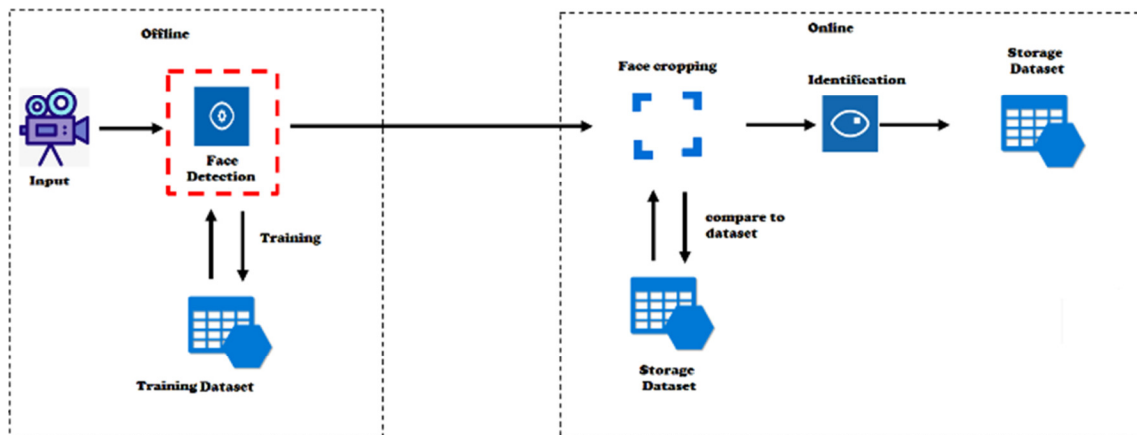 Offline
Input
Face
Detection
Training
Training Dataset
Online
Face cropping
Identification
Storage
Dataset
compare to
dataset
Storage
Dataset